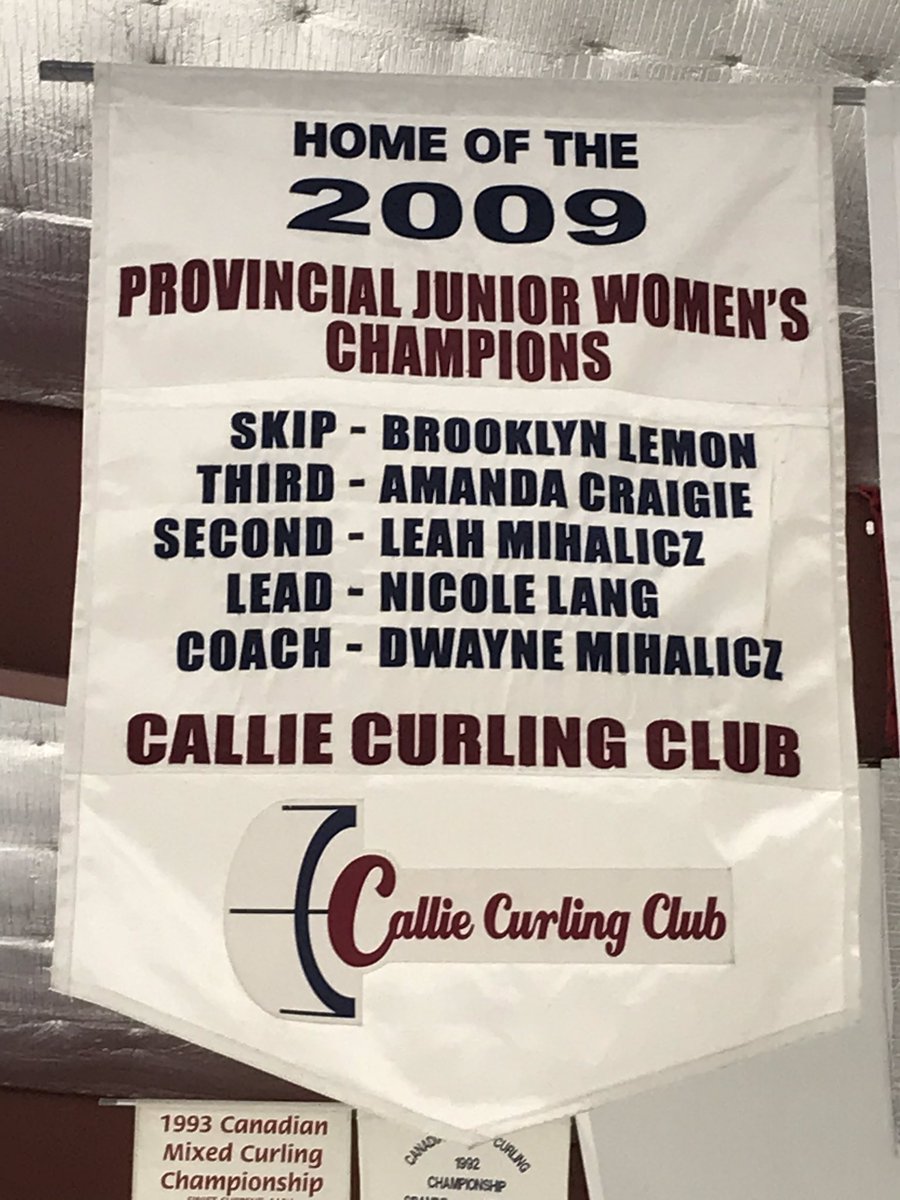 HOME OF THE
2009
PROVINCIAL JUNIOR WOMEN'S
CHAMPIONS
SKIP - BROOKLYN LEMON
THIRD - AMANDA CRAIGIE
SECOND - LEAH MIHALICZ
LEAD - NICOLE LANG
COACH - DWAYNE MIHALICZ
CALLIE CURLING CLUB
Callie Curling Club
1993 Canadian
Mixed Curling
Championship
CURLING
1992
CHAMPIONSHIP